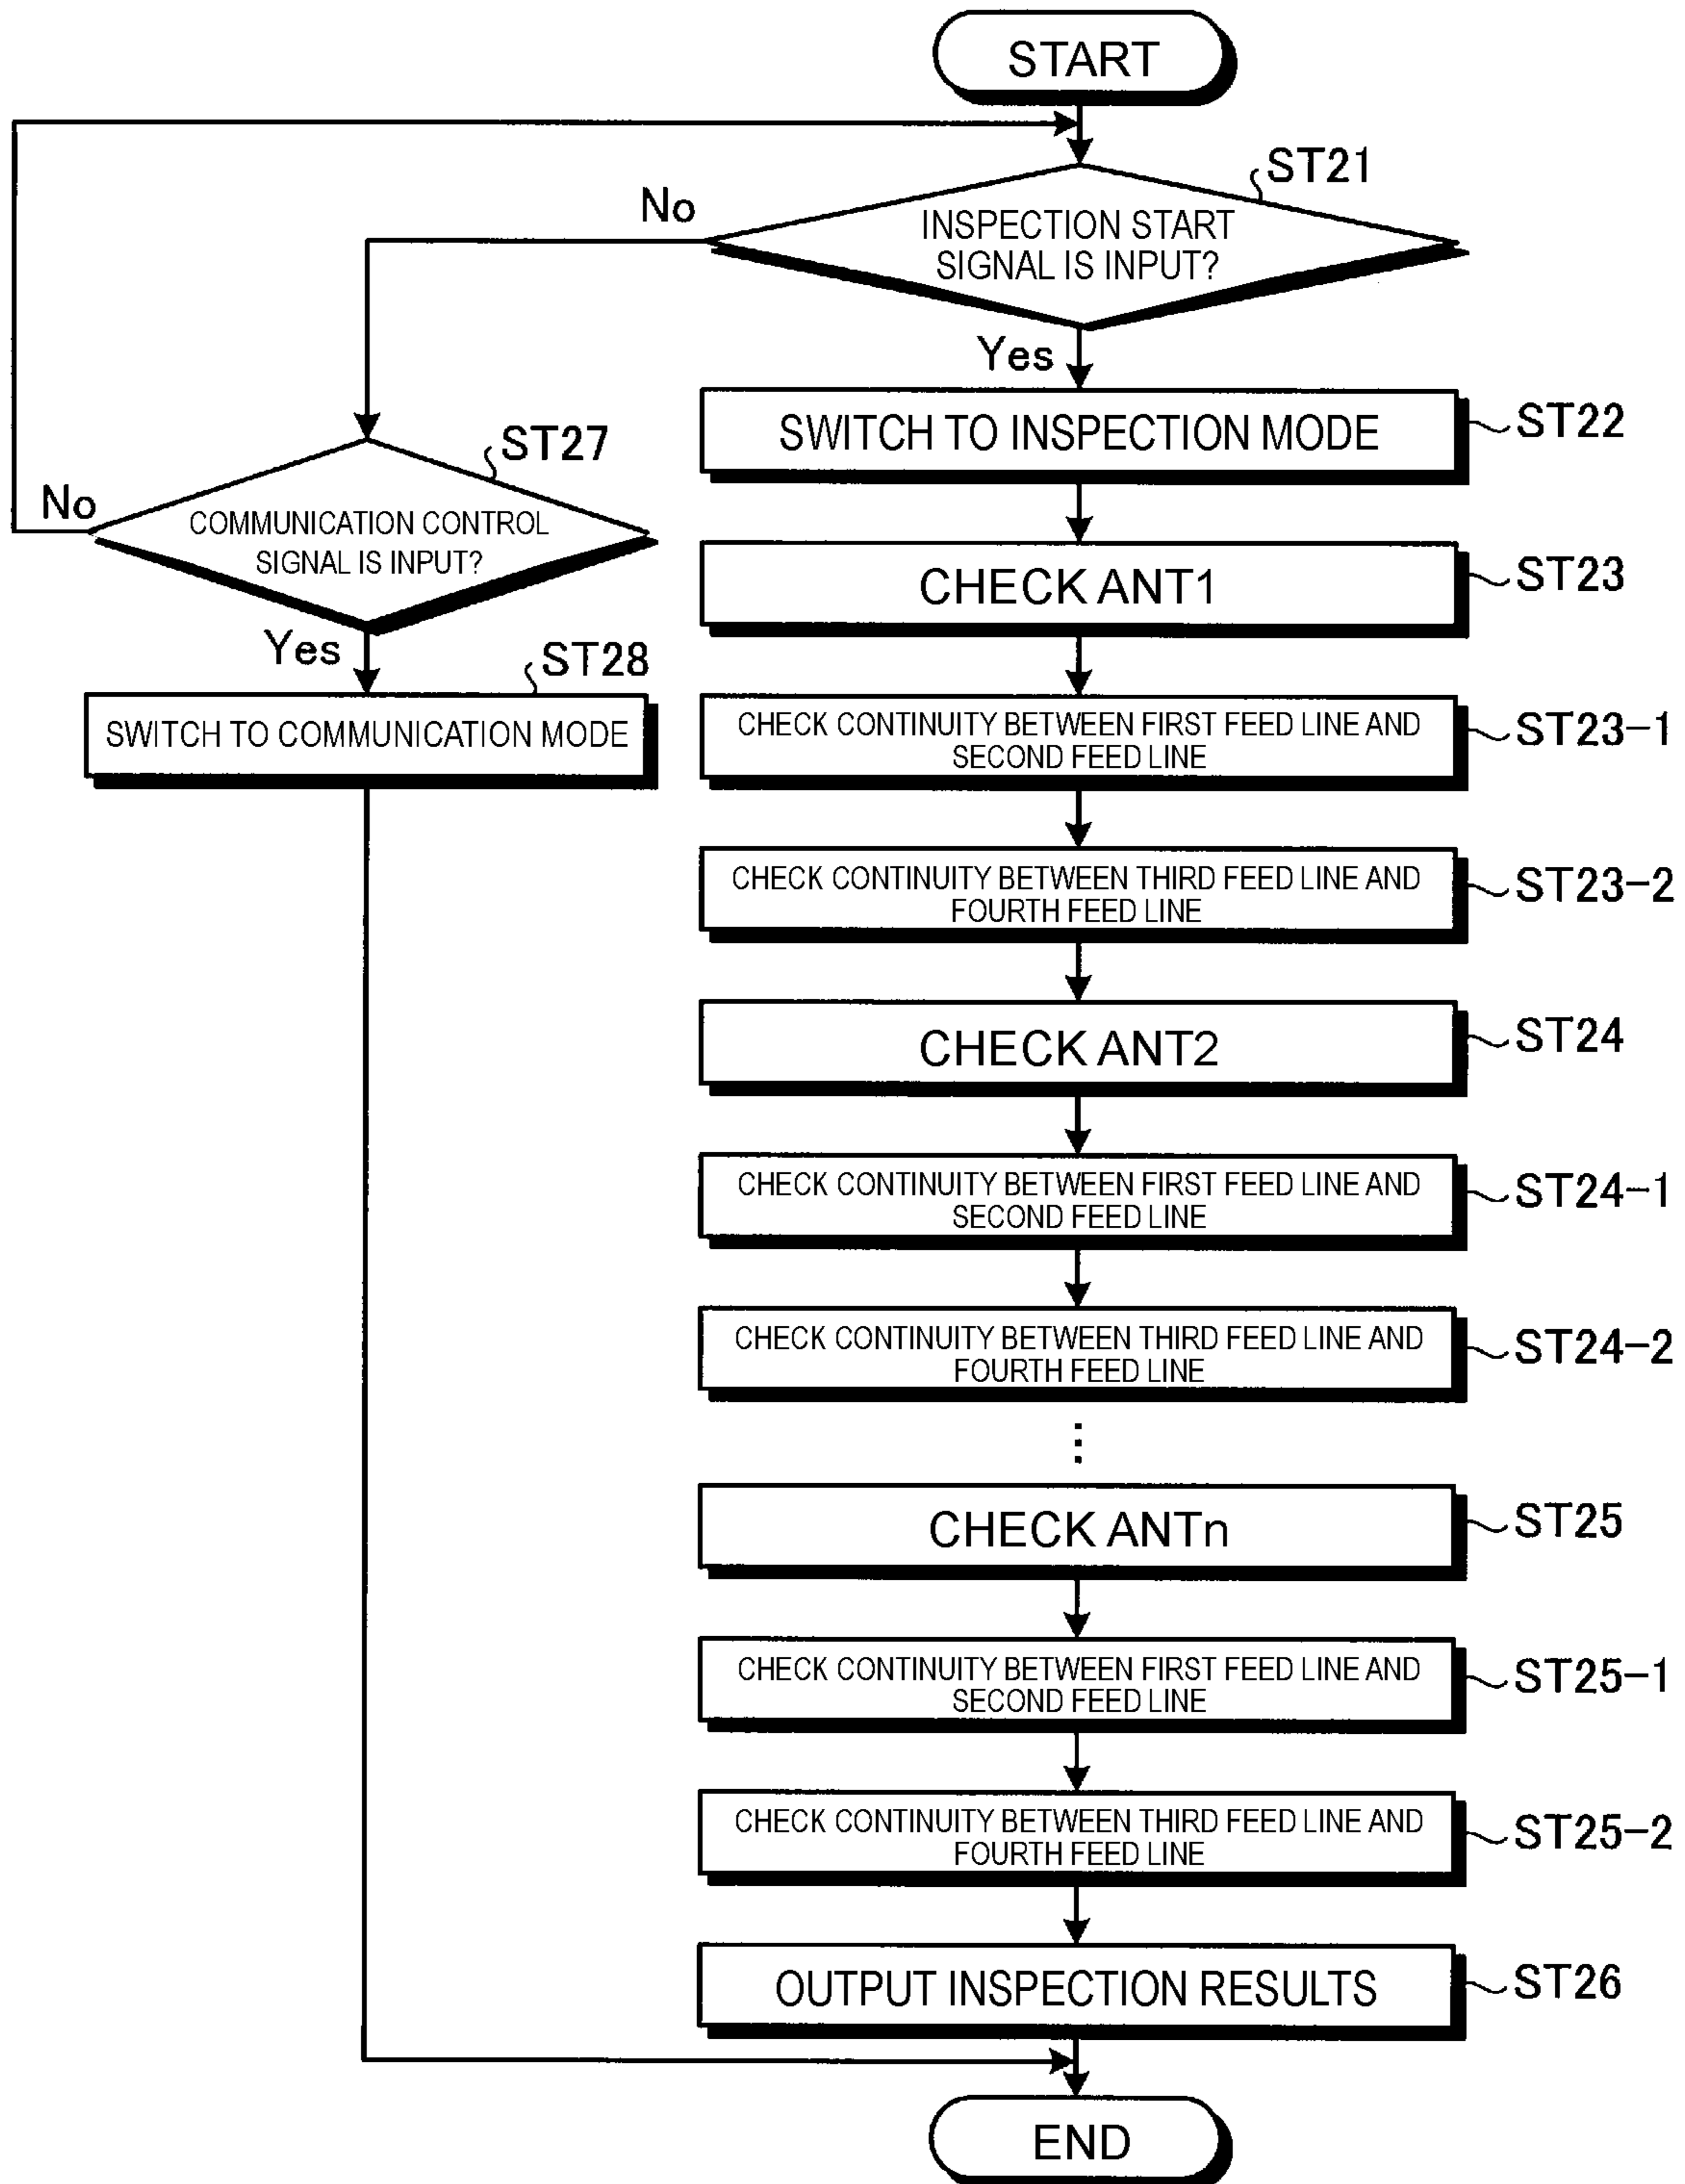 START
ST21
No
INSPECTION START
SIGNAL IS INPUT?
Yes
SWITCH TO INSPECTION MODE
ST22
ST27
No
COMMUNICATION CONTROL
SIGNAL IS INPUT?
Yes
ST28
SWITCH TO COMMUNICATION MODE
CHECK ANT1
ST23
CHECK CONTINUITY BETWEEN FIRST FEED LINE AND
SECOND FEED LINE
ST23-1
CHECK CONTINUITY BETWEEN THIRD FEED LINE AND
FOURTH FEED LINE
ST23-2
CHECK ANT2
ST24
CHECK CONTINUITY BETWEEN FIRST FEED LINE AND
SECOND FEED LINE
ST24-1
CHECK CONTINUITY BETWEEN THIRD FEED LINE AND
FOURTH FEED LINE
ST24-2
⋮
CHECK ANTn
ST25
CHECK CONTINUITY BETWEEN FIRST FEED LINE AND
SECOND FEED LINE
ST25-1
CHECK CONTINUITY BETWEEN THIRD FEED LINE AND
FOURTH FEED LINE
ST25-2
OUTPUT INSPECTION RESULTS
ST26
END